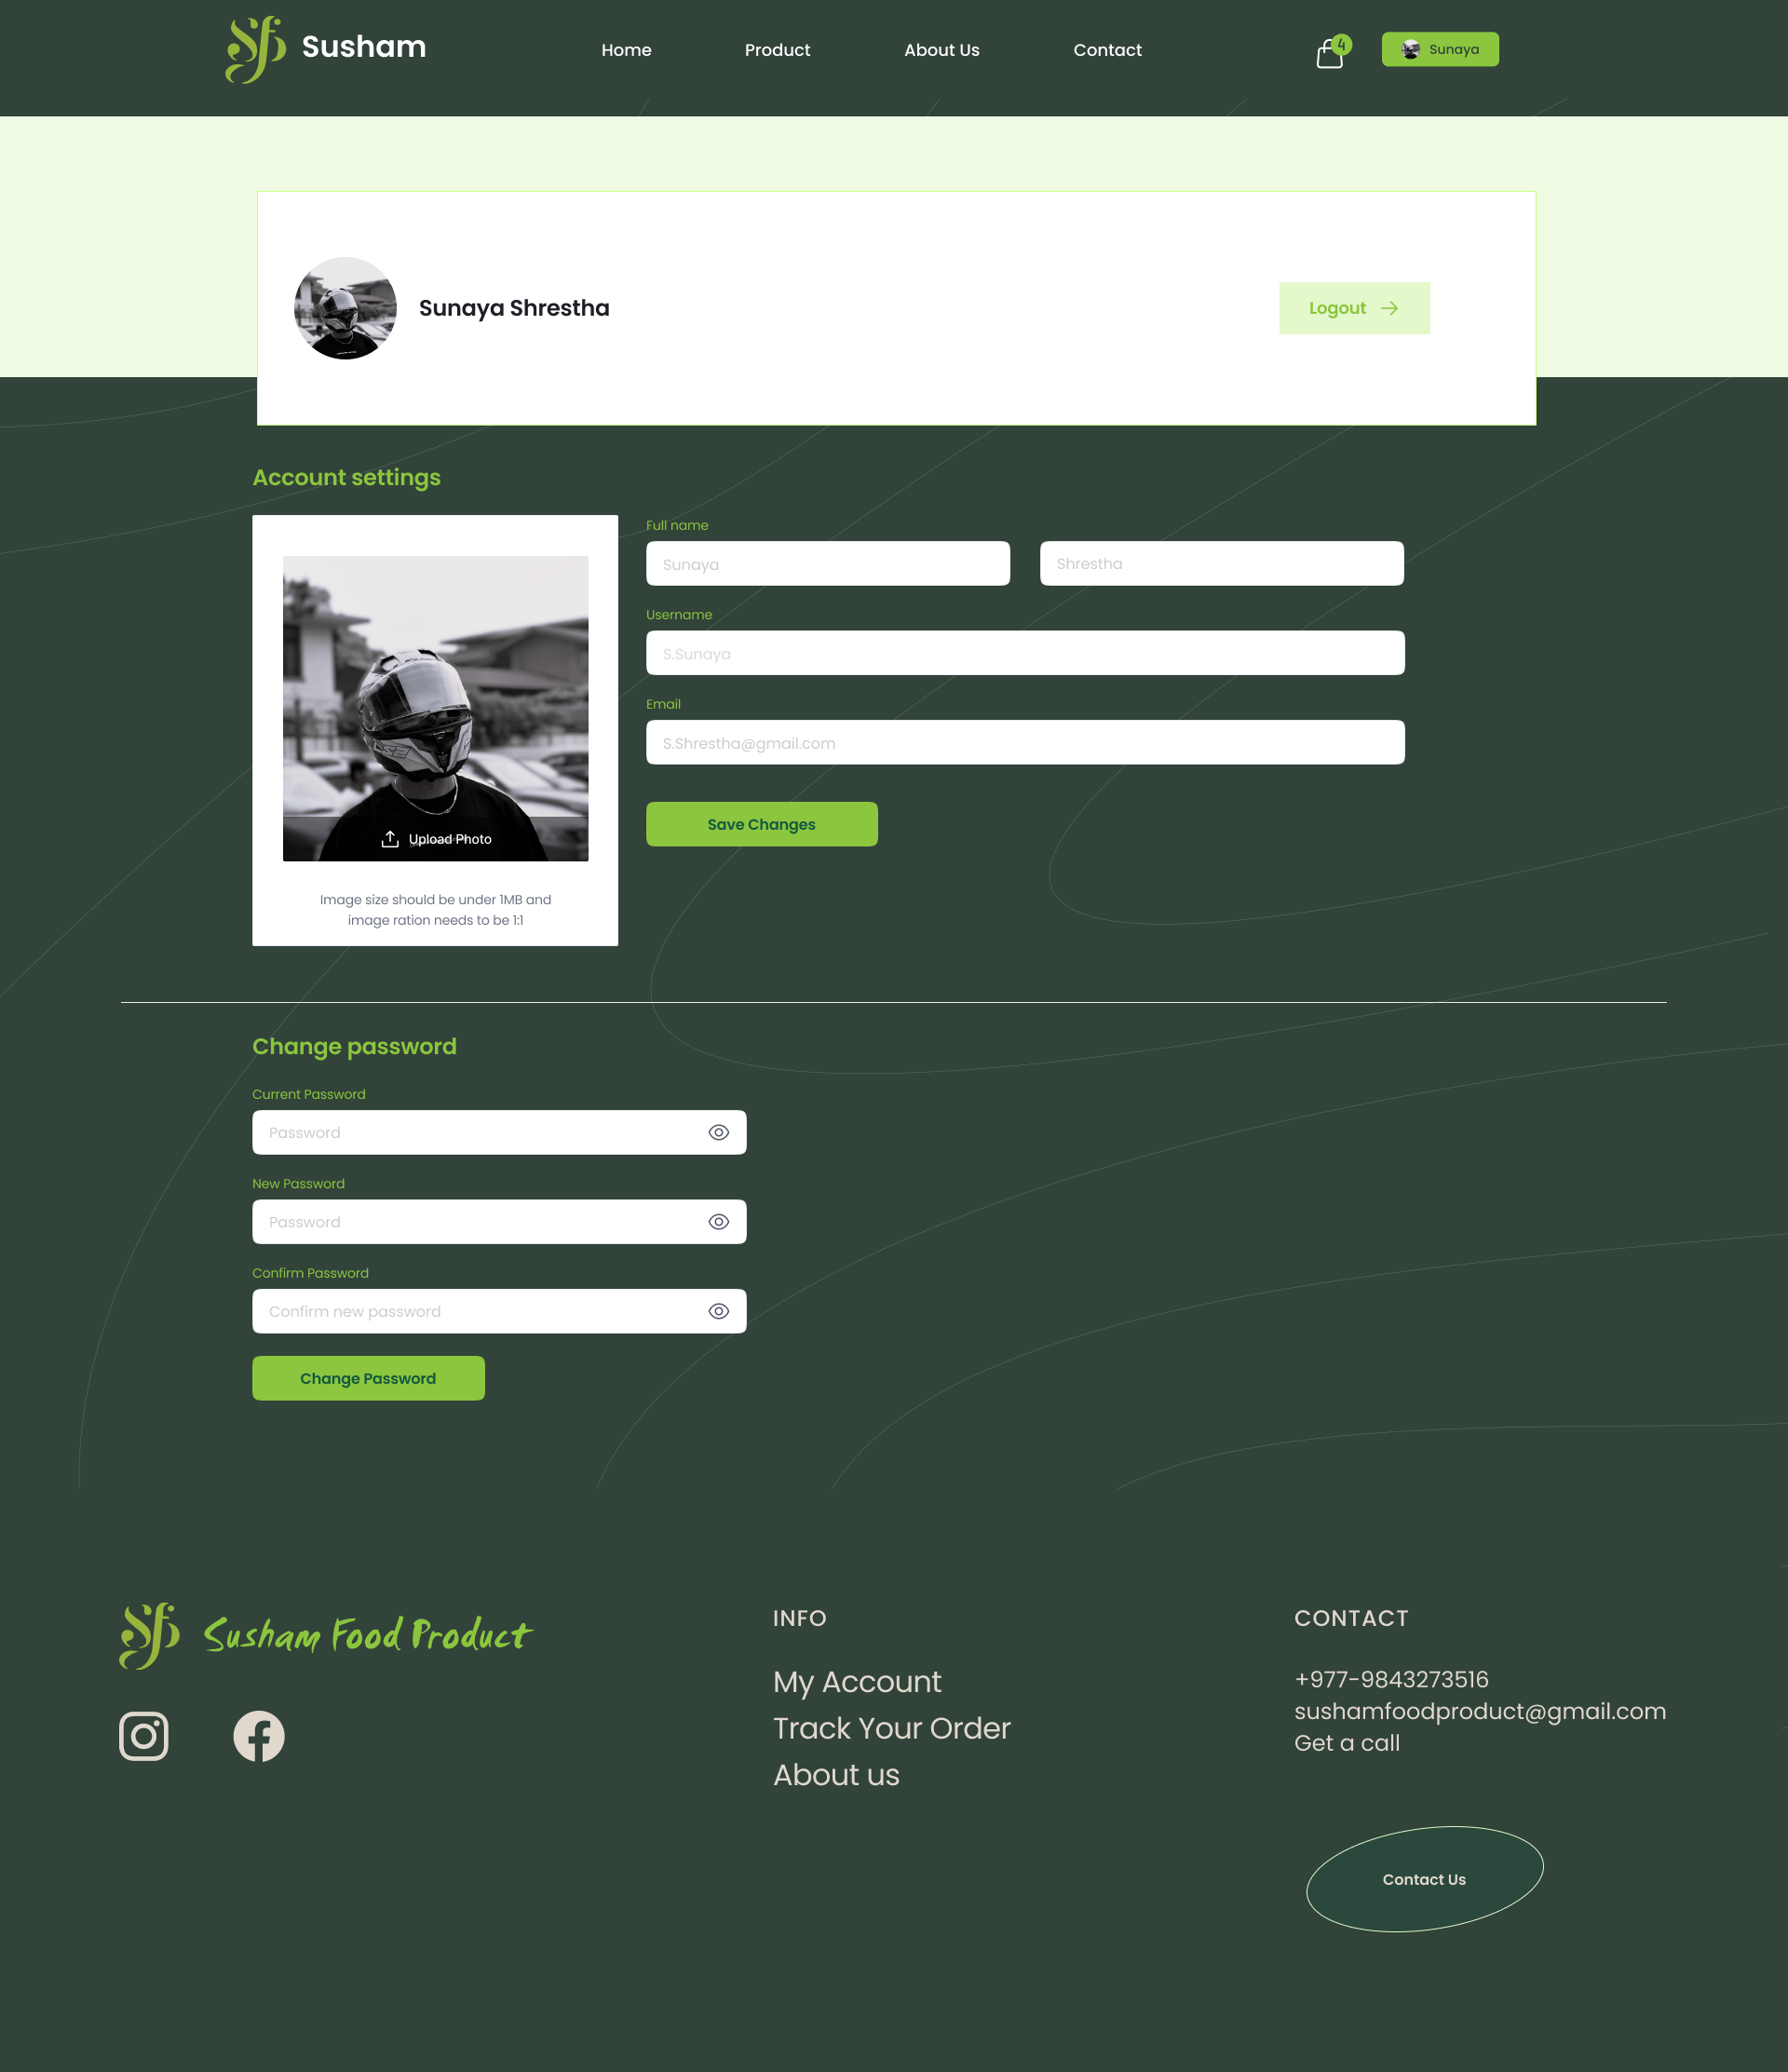 Susham
Home
Product
About Us
Contact
4
Sunaya
Sunaya Shrestha
Logout
Account settings
Upload Photo
Image size should be under 1MB and
image ration needs to be 1:1
Full name
Sunaya
Shrestha
Username
S.Sunaya
Email
S.Shrestha@gmail.com
Save Changes
Change password
Current Password
Password
New Password
Password
Confirm Password
Confirm new password
Change Password
Susham Food Product
INFO
My Account
Track Your Order
About us
CONTACT
+977-9843273516
sushamfoodproduct@gmail.com
Get a call
Contact Us